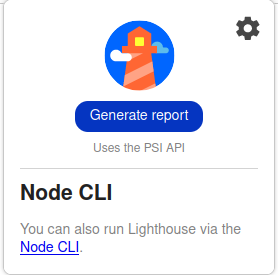 Generate report
Uses the PSI API
Node CLI
You can also run Lighthouse via the
Node CLI.